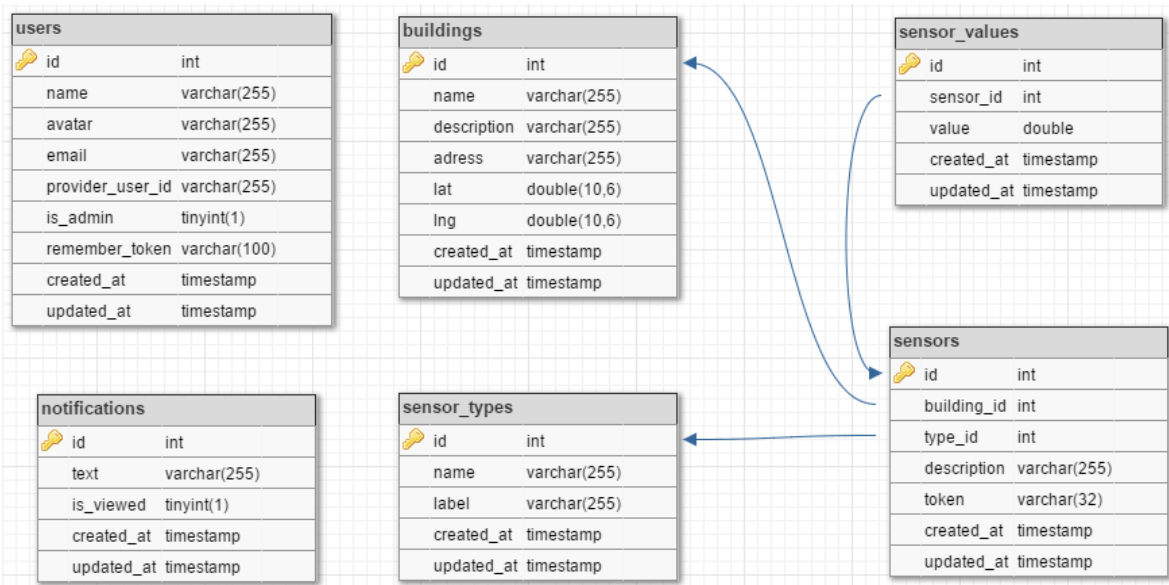 users
id int
name varchar(255)
avatar varchar(255)
email varchar(255)
provider_user_id varchar(255)
is_admin tinyint(1)
remember_token varchar(100)
created_at timestamp
updated_at timestamp
buildings
id int
name varchar(255)
description varchar(255)
adress varchar(255)
lat double(10,6)
lng double(10,6)
created_at timestamp
updated_at timestamp
sensor_values
id int
sensor_id int
value double
created_at timestamp
updated_at timestamp
notifications
id int
text varchar(255)
is_viewed tinyint(1)
created_at timestamp
updated_at timestamp
sensor_types
id int
name varchar(255)
label varchar(255)
created_at timestamp
updated_at timestamp
sensors
id int
building_id int
type_id int
description varchar(255)
token varchar(32)
created_at timestamp
updated_at timestamp